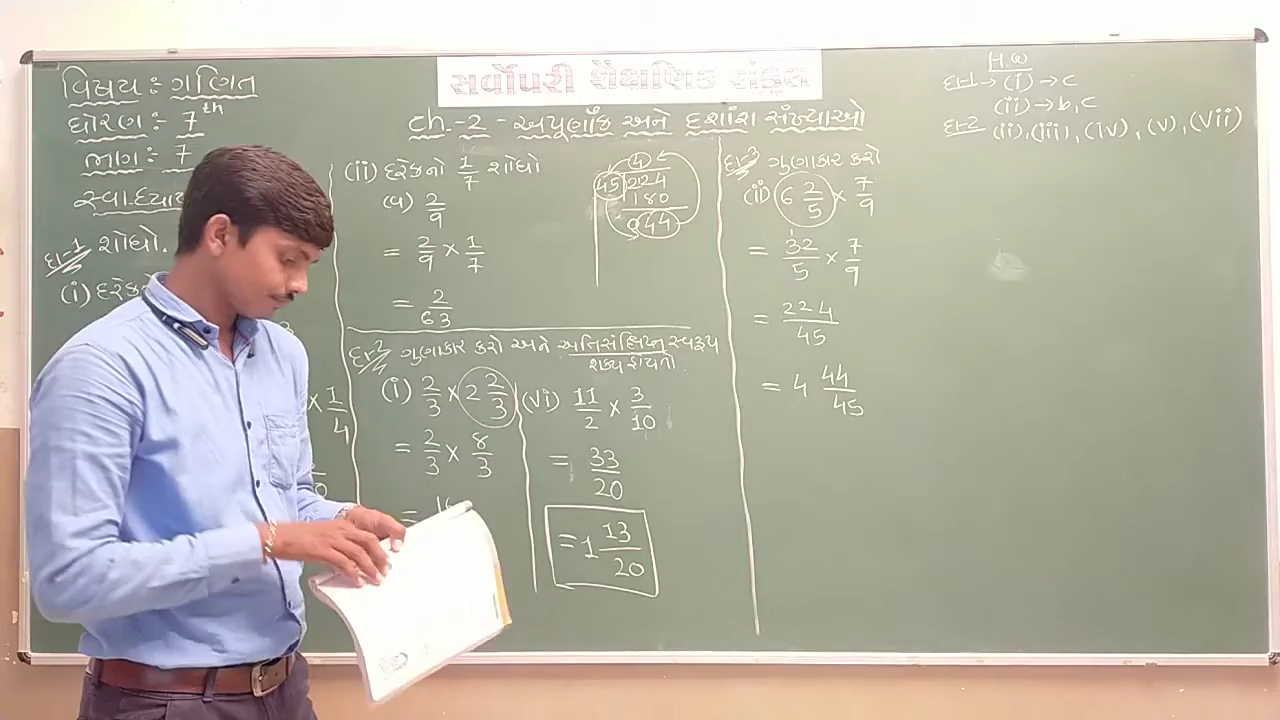 સર્વોપરી શૈક્ષણિક સંકુલ
વિષય : ગણિત
ધોરણ : 7th
ભાગ : 7
સ્વાધ્યાય
દા-1 શોધો.
(i) દરેકનો
× 1/4
ch.-2 - અપૂર્ણાંક અને દશાંશ સંખ્યાઓ
(ii) દરેકનો 1/7 શોધો
(a) 2/9
= 2/9 × 1/7
= 2/63
4
45 224
180
044
દા-2 ગુણાકાર કરો અને અતિસંક્ષિપ્ત સ્વરૂપ
(i) 2/3 × 2 2/3
= 2/3 × 8/3
(vi) 11/2 × 3/10
= 33/20
= 1 13/20
દા-3 ગુણાકાર કરો
(ii) 6 2/5 × 7/9
= 32/5 × 7/9
= 224/45
= 4 44/45
H.W
દા-1 → (i) → c
(ii) → b, c
દા-2 (ii), (iii), (iv), (v), (vii)